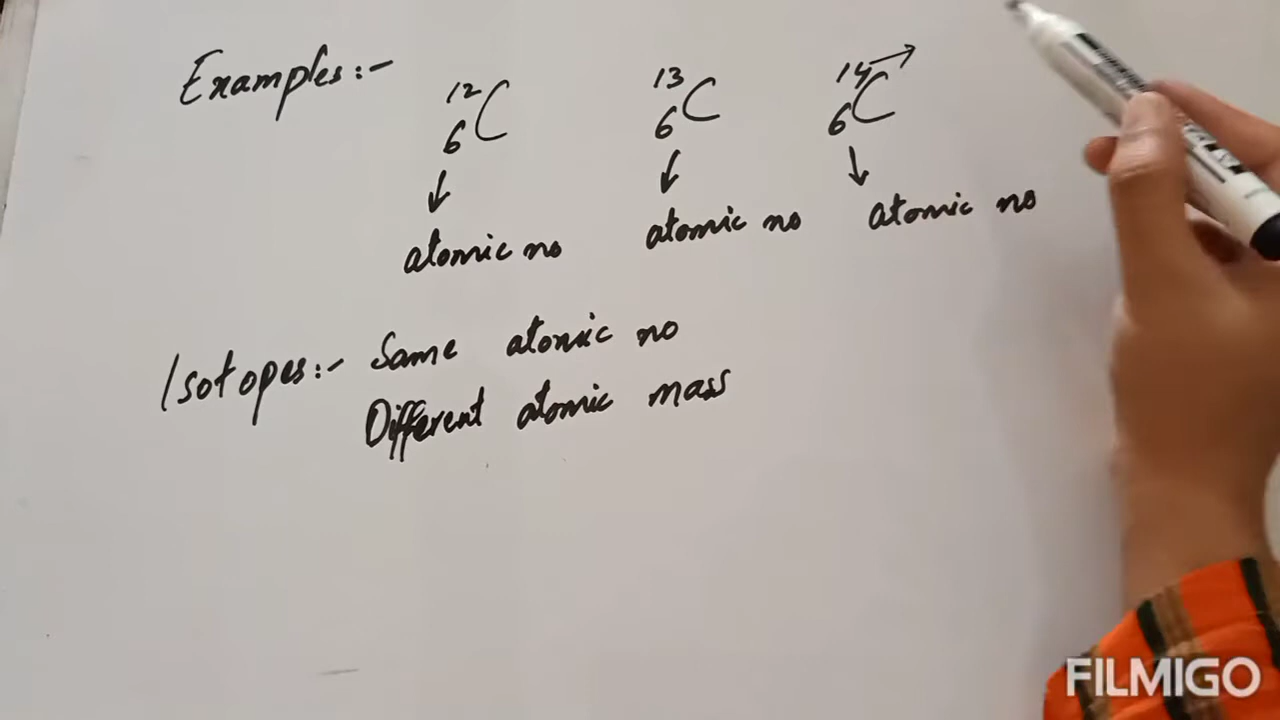 Examples:-
12 6 C 13 6 C 14 6 C
atomic no atomic no atomic no
Isotopes:- Same atomic no
Different atomic mass
FILMIGO